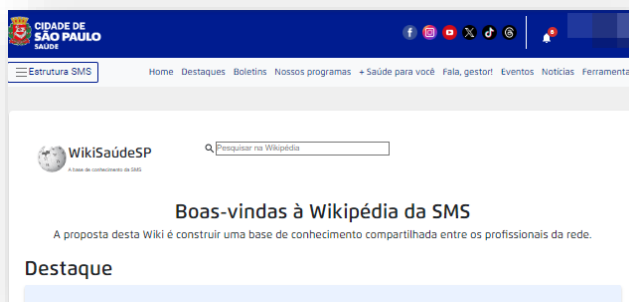 CIDADE DE
SÃO PAULO
SAÚDE
Estrutura SMS
Home Destaques Boletins Nossos programas + Saúde para você Fala, gestor! Eventos Notícias Ferramenta
WikiSaúdeSP
A base de conhecimento da SMS
Pesquisar na Wikipédia
Boas-vindas à Wikipédia da SMS
A proposta desta Wiki é construir uma base de conhecimento compartilhada entre os profissionais da rede.
Destaque